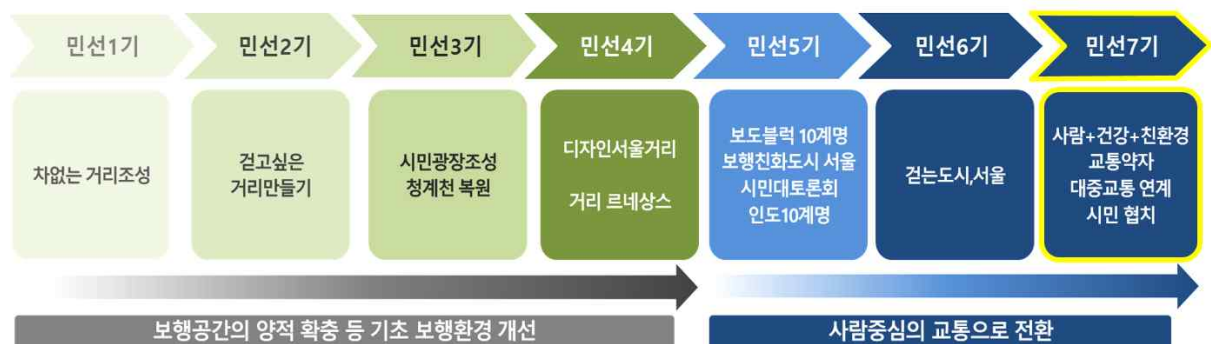 민선1기
민선2기
민선3기
민선4기
민선5기
민선6기
민선7기
차없는 거리조성
걷고싶은
거리만들기
시민광장조성
청계천 복원
디자인서울거리
거리 르네상스
보도블럭 10계명
보행친화도시 서울
시민대토론회
인도10계명
걷는도시,서울
사람+건강+친환경
교통약자
대중교통 연계
시민 협치
보행공간의 양적 확충 등 기초 보행환경 개선
사람중심의 교통으로 전환